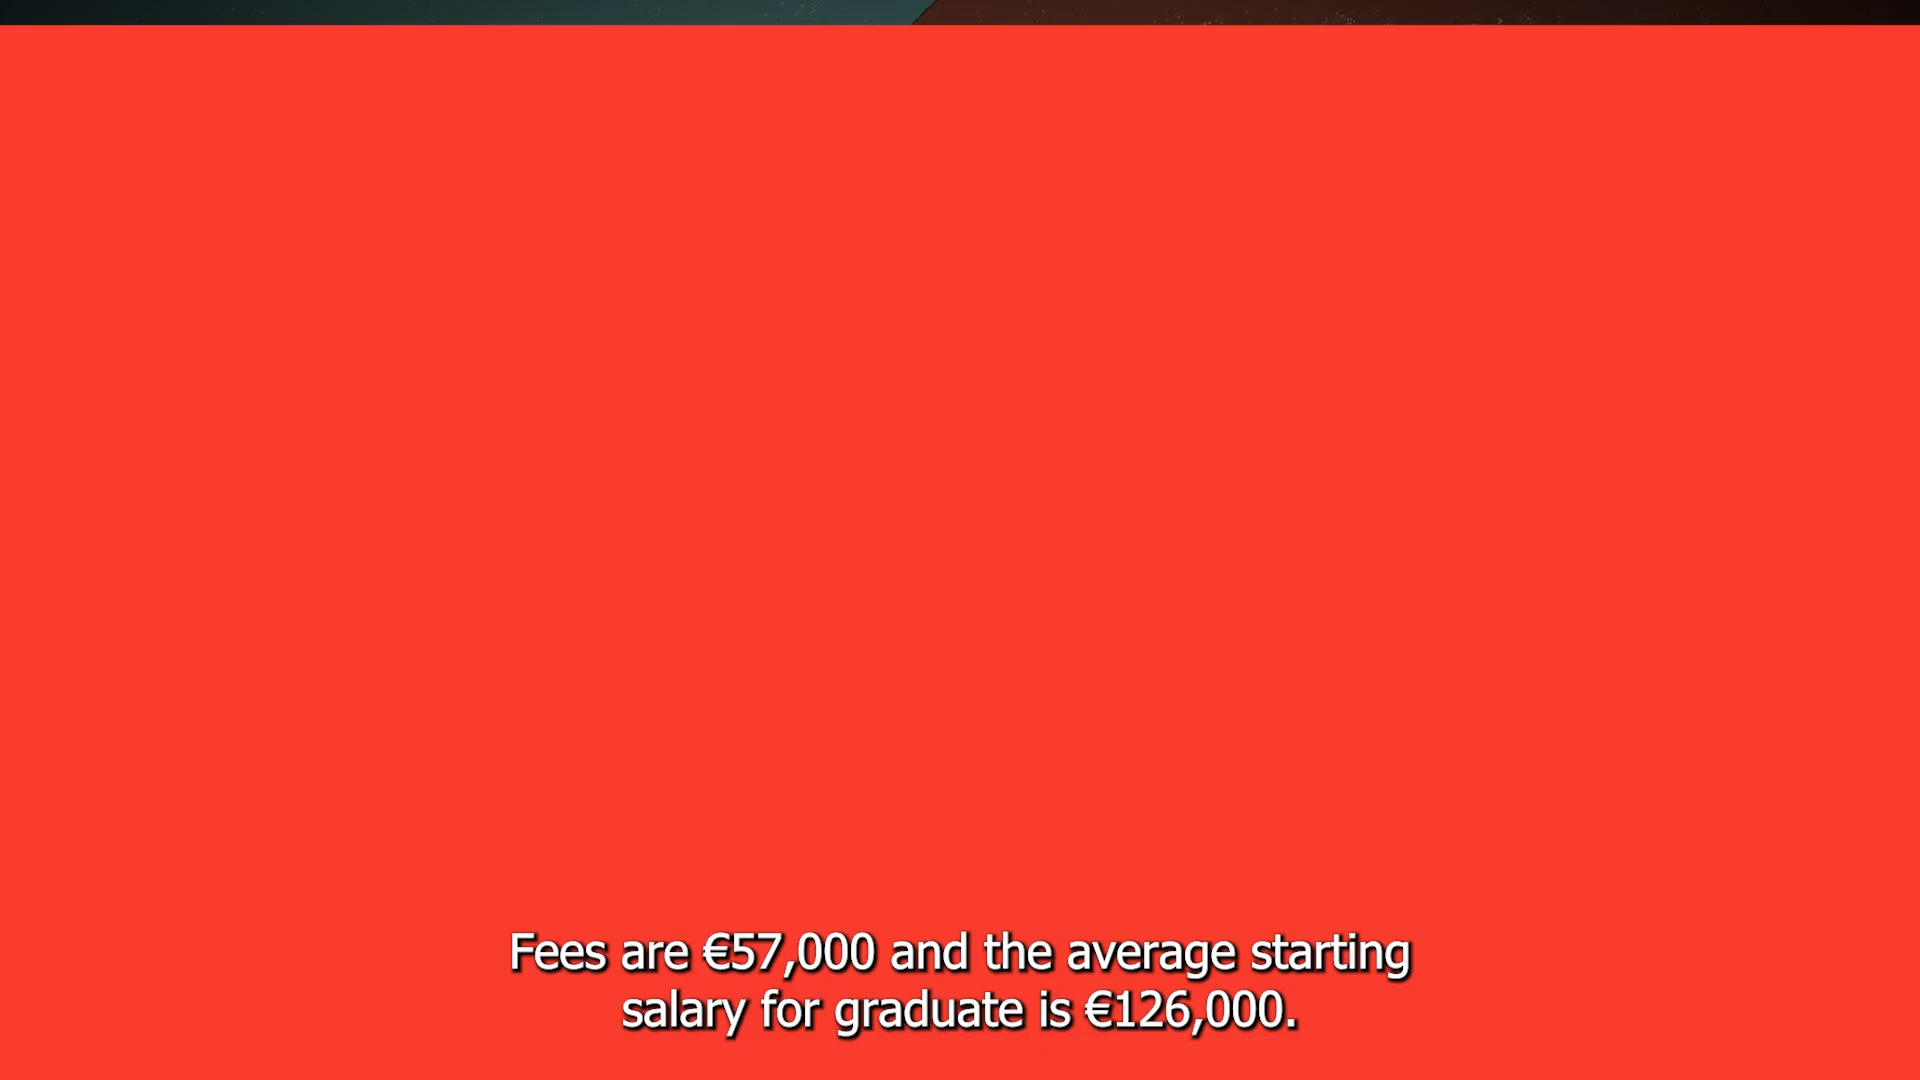 Fees are €57,000 and the average starting
salary for graduate is €126,000.